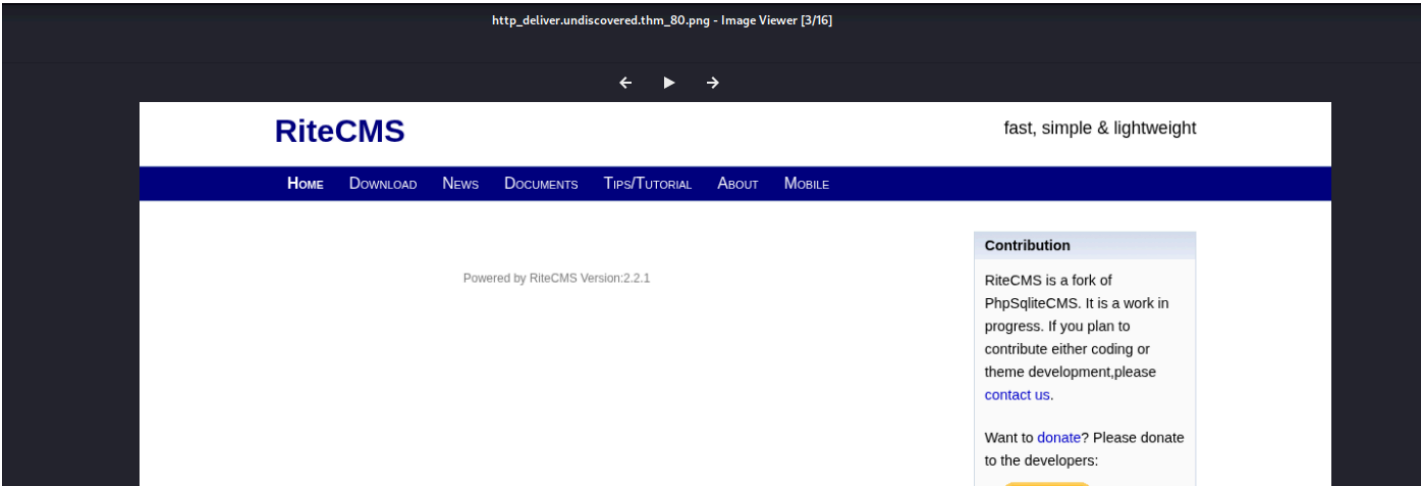 http_deliver.undiscovered.thm_80.png - Image Viewer [3/16]
RiteCMS
fast, simple & lightweight
Home Download News Documents Tips/Tutorial About Mobile
Powered by RiteCMS Version:2.2.1
Contribution
RiteCMS is a fork of
PhpSqliteCMS. It is a work in
progress. If you plan to
contribute either coding or
theme development,please
contact us.
Want to donate? Please donate
to the developers: